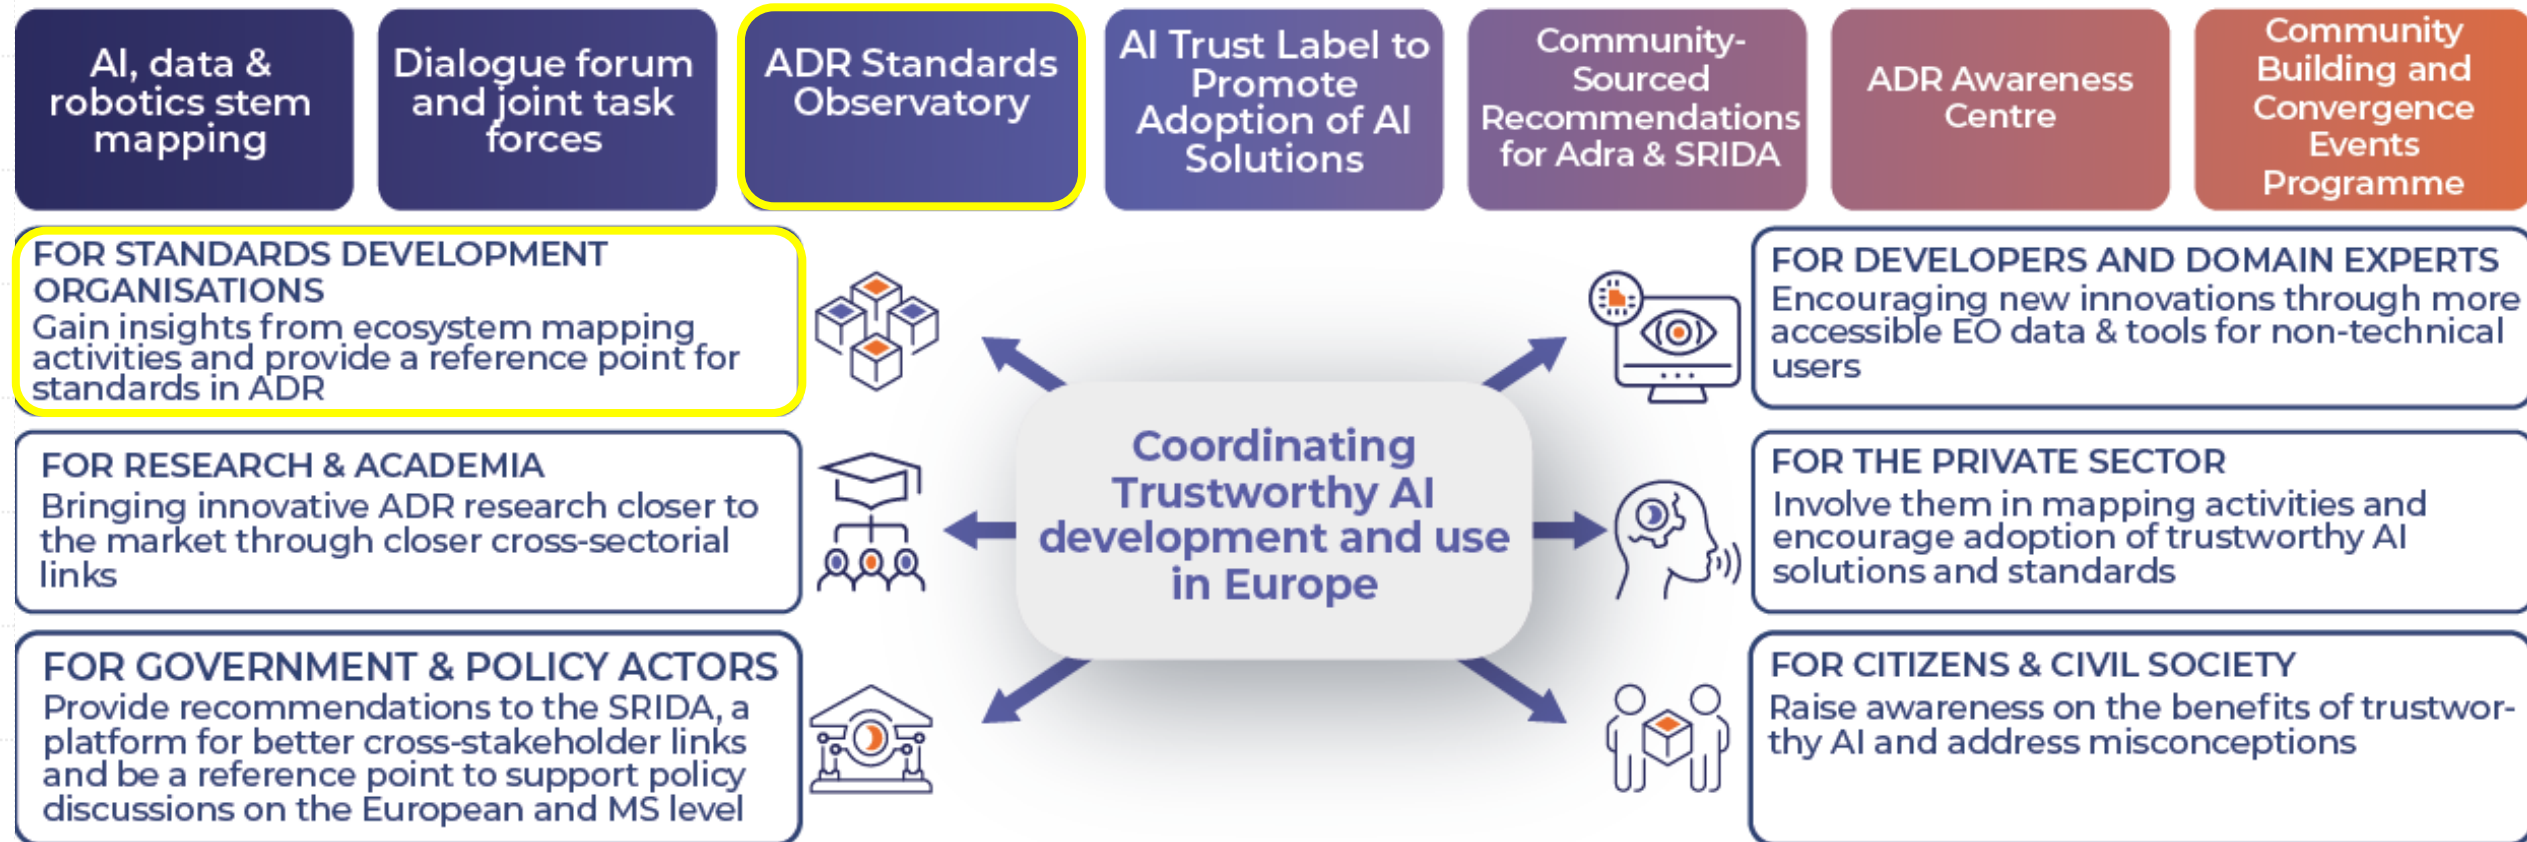 AI, data &
robotics stem
mapping
Dialogue forum
and joint task
forces
ADR Standards
Observatory
AI Trust Label to
Promote
Adoption of AI
Solutions
Community-
Sourced
Recommendations
for Adra & SRIDA
ADR Awareness
Centre
Community
Building and
Convergence
Events
Programme
FOR STANDARDS DEVELOPMENT
ORGANISATIONS
Gain insights from ecosystem mapping
activities and provide a reference point for
standards in ADR
FOR RESEARCH & ACADEMIA
Bringing innovative ADR research closer to
the market through closer cross-sectorial
links
FOR GOVERNMENT & POLICY ACTORS
Provide recommendations to the SRIDA, a
platform for better cross-stakeholder links
and be a reference point to support policy
discussions on the European and MS level
Coordinating
Trustworthy AI
development and use
in Europe
FOR DEVELOPERS AND DOMAIN EXPERTS
Encouraging new innovations through more
accessible EO data & tools for non-technical
users
FOR THE PRIVATE SECTOR
Involve them in mapping activities and
encourage adoption of trustworthy AI
solutions and standards
FOR CITIZENS & CIVIL SOCIETY
Raise awareness on the benefits of trustwor-
thy AI and address misconceptions